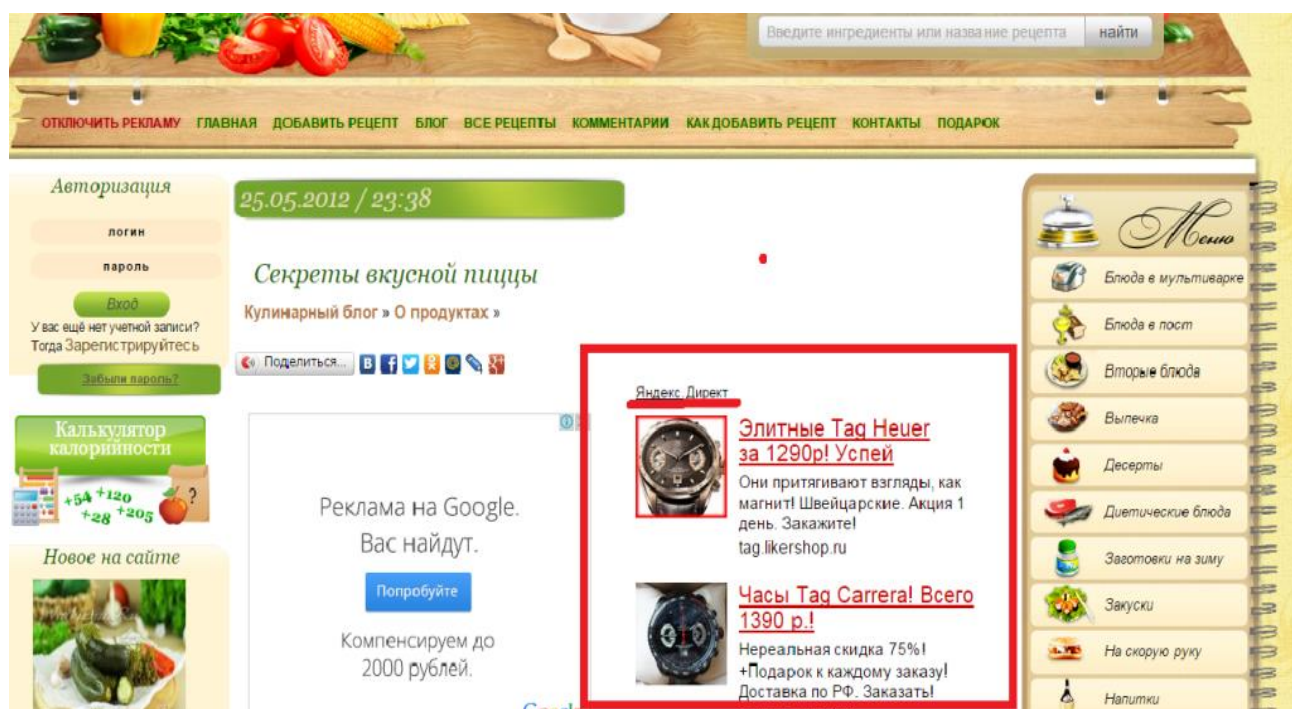 Введите ингредиенты или название рецепта
найти
ОТКЛЮЧИТЬ РЕКЛАМУ ГЛАВНАЯ ДОБАВИТЬ РЕЦЕПТ БЛОГ ВСЕ РЕЦЕПТЫ КОММЕНТАРИИ КАК ДОБАВИТЬ РЕЦЕПТ КОНТАКТЫ ПОДАРОК
Авторизация
логин
пароль
Вход
У вас ещё нет учетной записи?
Тогда Зарегистрируйтесь
Забыли пароль?
Калькулятор
калорийности
+54 +120
+28 +205
?
Новое на сайте
25.05.2012 / 23:38
Секреты вкусной пиццы
Кулинарный блог » О продуктах »
Поделиться...
Реклама на Google.
Вас найдут.
Попробуйте
Компенсируем до
2000 рублей.
Яндекс.Директ
Элитные Tag Heuer
за 1290р! Успей
Они притягивают взгляды, как
магнит! Швейцарские. Акция 1
день. Закажите!
tag.likershop.ru
Часы Tag Carrera! Всего
1390 р.!
Нереальная скидка 75%!
+Подарок к каждому заказу!
Доставка по РФ. Заказать!
Меню
Блюда в мультиварке
Блюда в пост
Вторые блюда
Выпечка
Десерты
Диетические блюда
Заготовки на зиму
Закуски
На скорую руку
Напитки